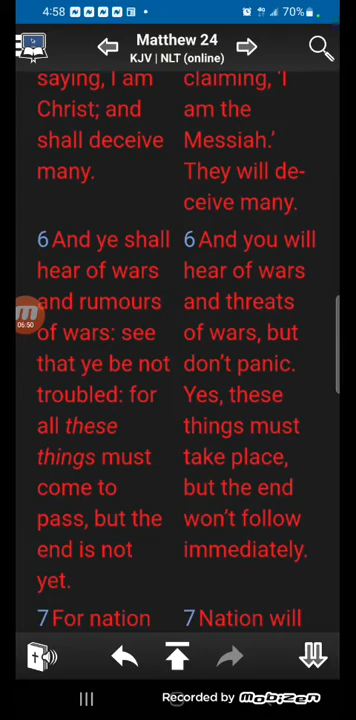 4:58
70%
Matthew 24
KJV | NLT (online)
saying, I am
Christ; and
shall deceive
many.
claiming, 'I
am the
Messiah.'
They will de-
ceive many.
6 And ye shall
hear of wars
and rumours
of wars: see
that ye be not
troubled: for
all these
things must
come to
pass, but the
end is not
yet.
6 And you will
hear of wars
and threats
of wars, but
don't panic.
Yes, these
things must
take place,
but the end
won't follow
immediately.
7 For nation
7 Nation will
06:50
Recorded by mobizen